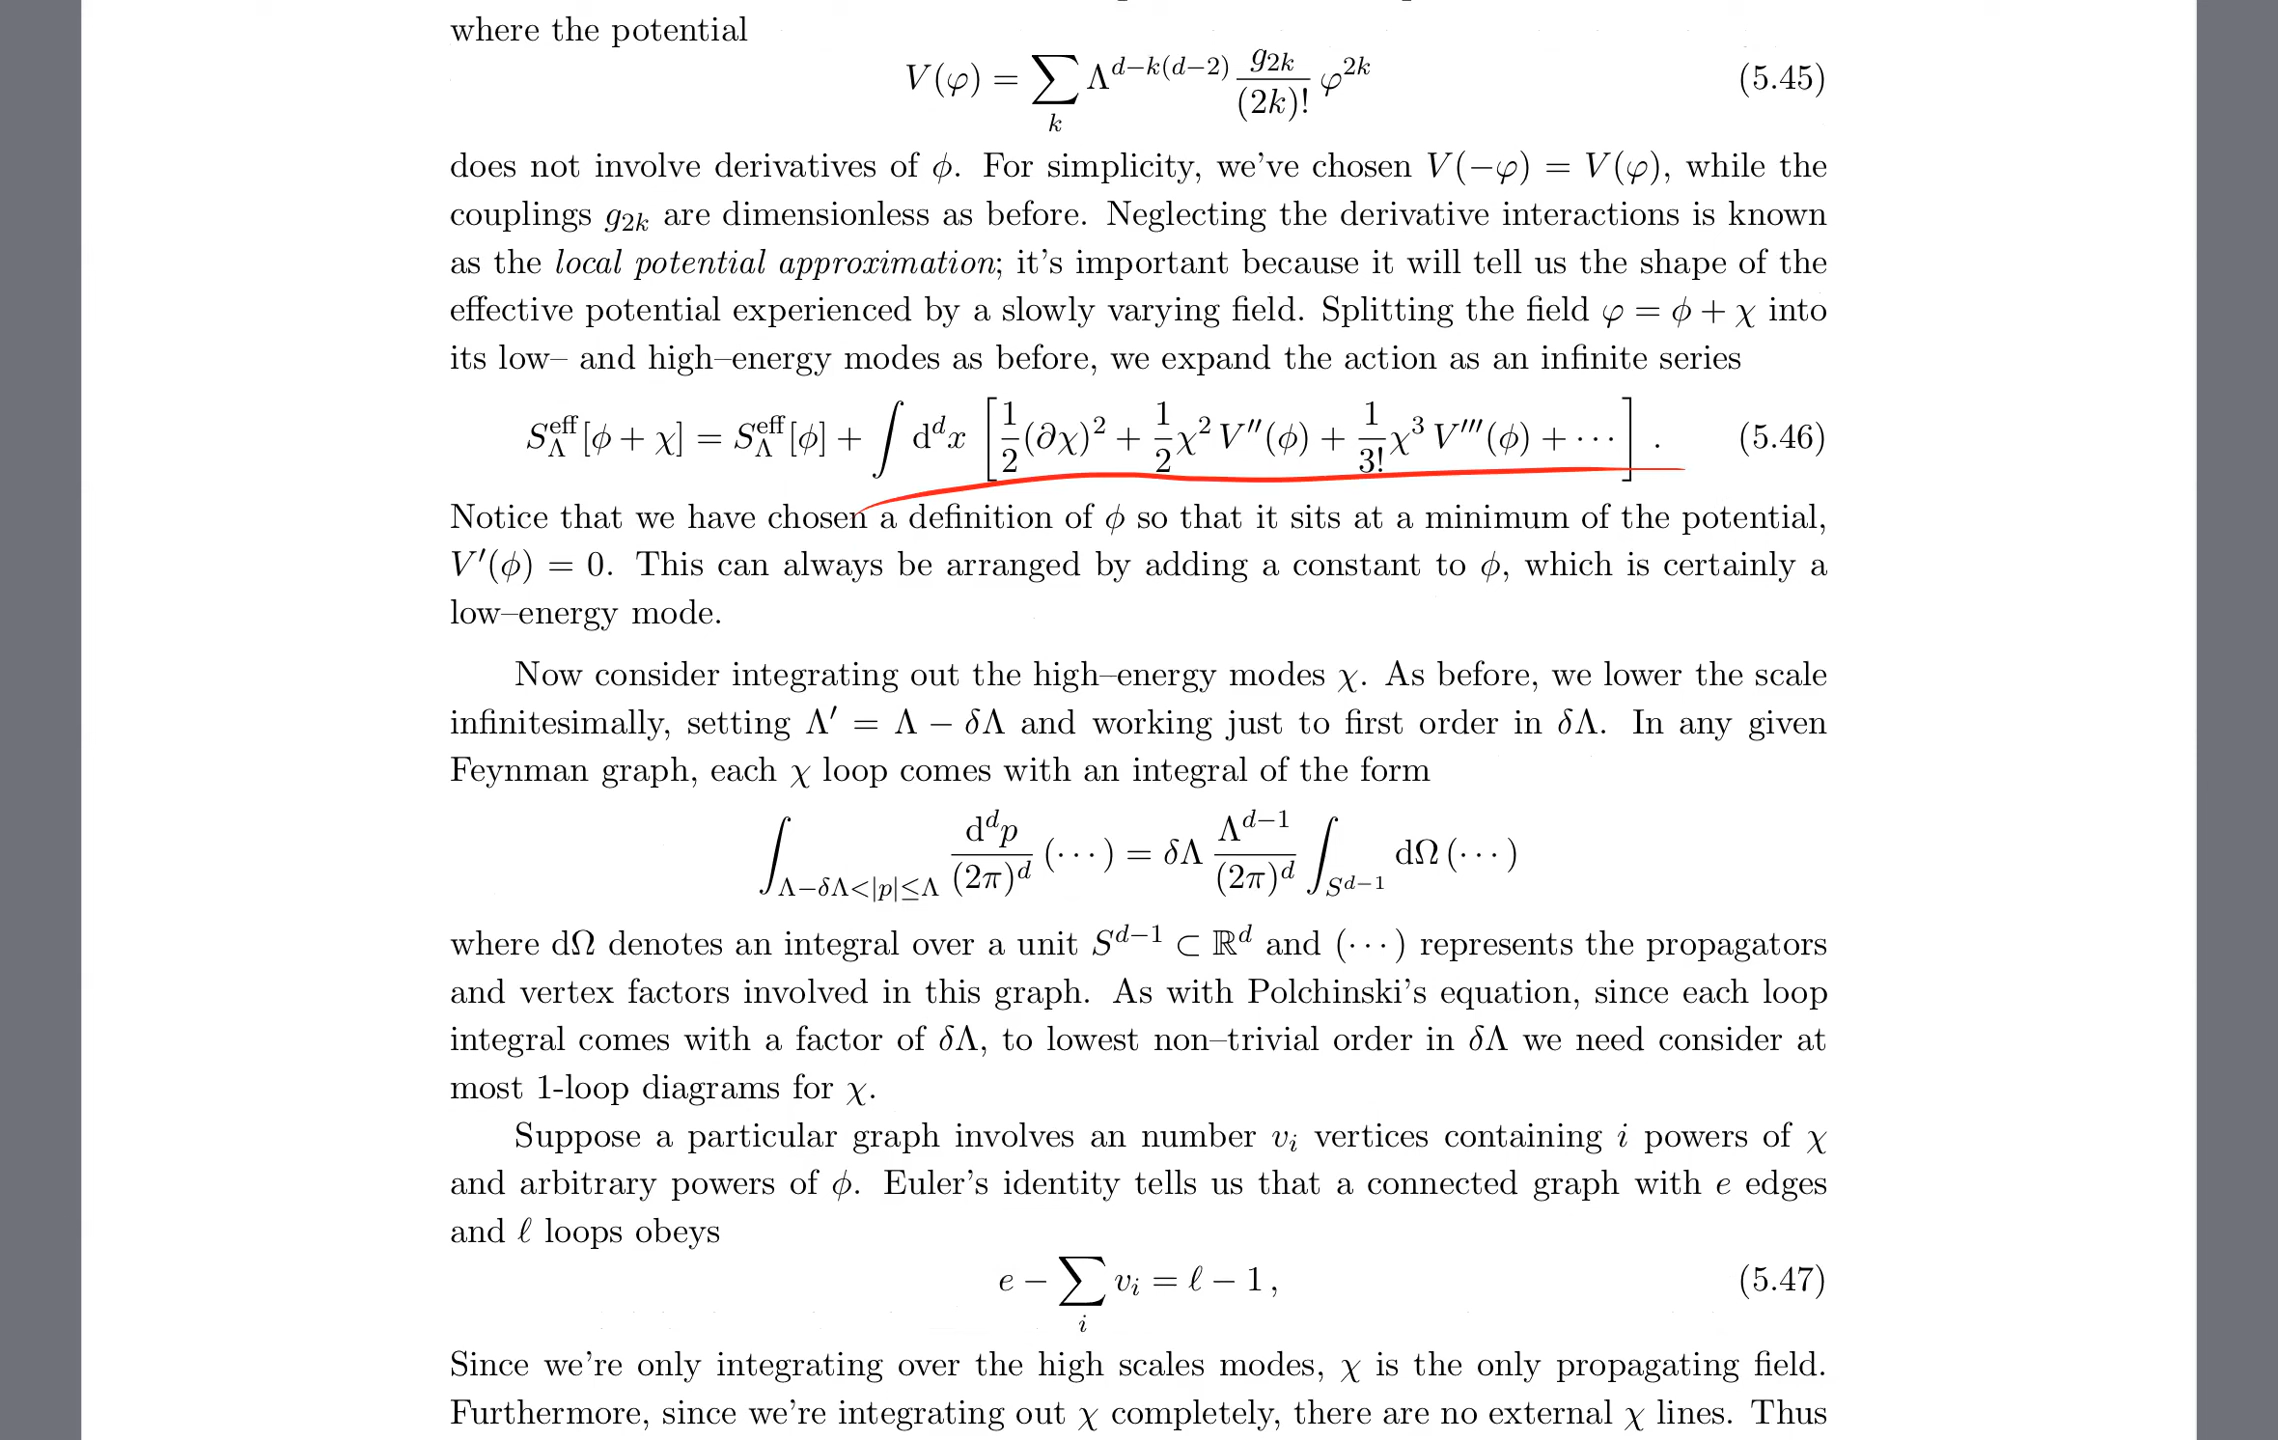 where the potential
V(φ) = ∑_k Λ^{d−k(d−2)} \frac{g_{2k}}{(2k)!} φ^{2k} (5.45)
does not involve derivatives of ϕ. For simplicity, we've chosen V(−φ) = V(φ), while the
couplings g_{2k} are dimensionless as before. Neglecting the derivative interactions is known
as the local potential approximation; it's important because it will tell us the shape of the
effective potential experienced by a slowly varying field. Splitting the field φ = ϕ + χ into
its low– and high–energy modes as before, we expand the action as an infinite series
S_Λ^{eff}[ϕ + χ] = S_Λ^{eff}[ϕ] + ∫ d^d x [ \frac{1}{2}(∂χ)^2 + \frac{1}{2}χ^2 V''(ϕ) + \frac{1}{3!}χ^3 V'''(ϕ) + ⋯ ] . (5.46)
Notice that we have chosen a definition of ϕ so that it sits at a minimum of the potential,
V'(ϕ) = 0. This can always be arranged by adding a constant to ϕ, which is certainly a
low–energy mode.
Now consider integrating out the high–energy modes χ. As before, we lower the scale
infinitesimally, setting Λ′ = Λ − δΛ and working just to first order in δΛ. In any given
Feynman graph, each χ loop comes with an integral of the form
∫_{Λ−δΛ<|p|≤Λ} \frac{d^d p}{(2π)^d} (⋯) = δΛ \frac{Λ^{d−1}}{(2π)^d} ∫_{S^{d−1}} dΩ (⋯)
where dΩ denotes an integral over a unit S^{d−1} ⊂ ℝ^d and (⋯) represents the propagators
and vertex factors involved in this graph. As with Polchinski's equation, since each loop
integral comes with a factor of δΛ, to lowest non–trivial order in δΛ we need consider at
most 1-loop diagrams for χ.
Suppose a particular graph involves an number v_i vertices containing i powers of χ
and arbitrary powers of ϕ. Euler's identity tells us that a connected graph with e edges
and ℓ loops obeys
e − ∑_i v_i = ℓ − 1 , (5.47)
Since we're only integrating over the high scales modes, χ is the only propagating field.
Furthermore, since we're integrating out χ completely, there are no external χ lines. Thus